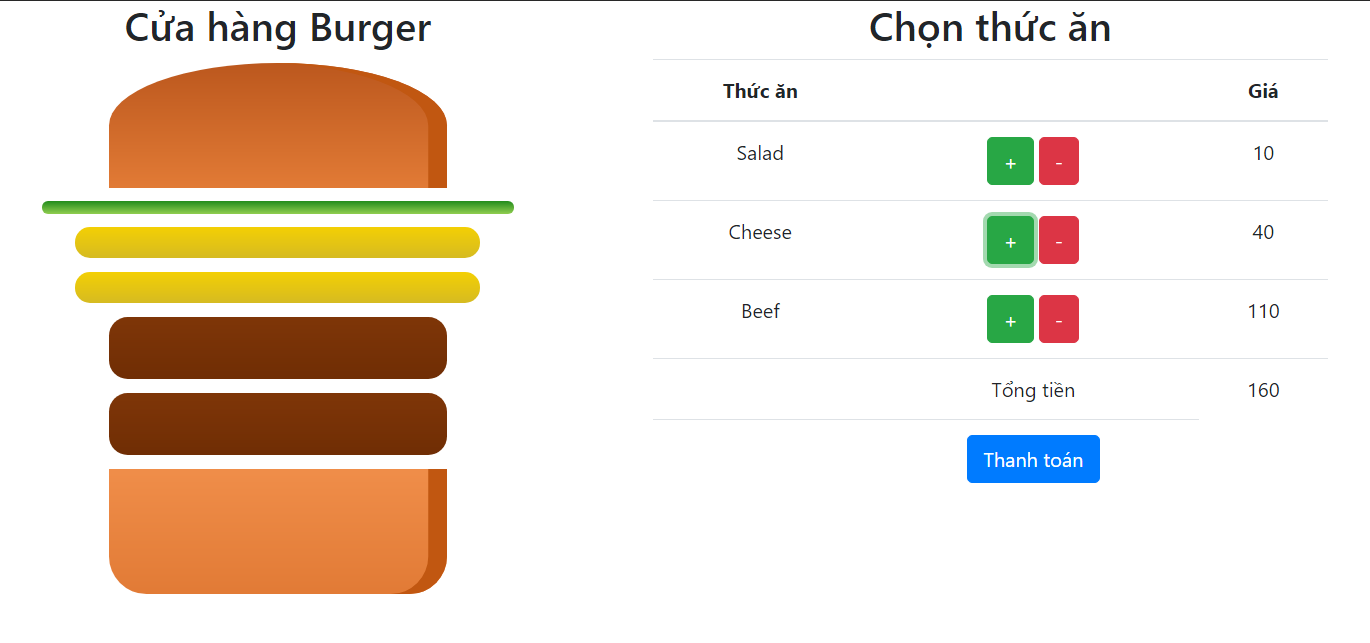 Cửa hàng Burger
Chọn thức ăn
Thức ăn Giá
Salad + - 10
Cheese + - 40
Beef + - 110
Tổng tiền 160
Thanh toán